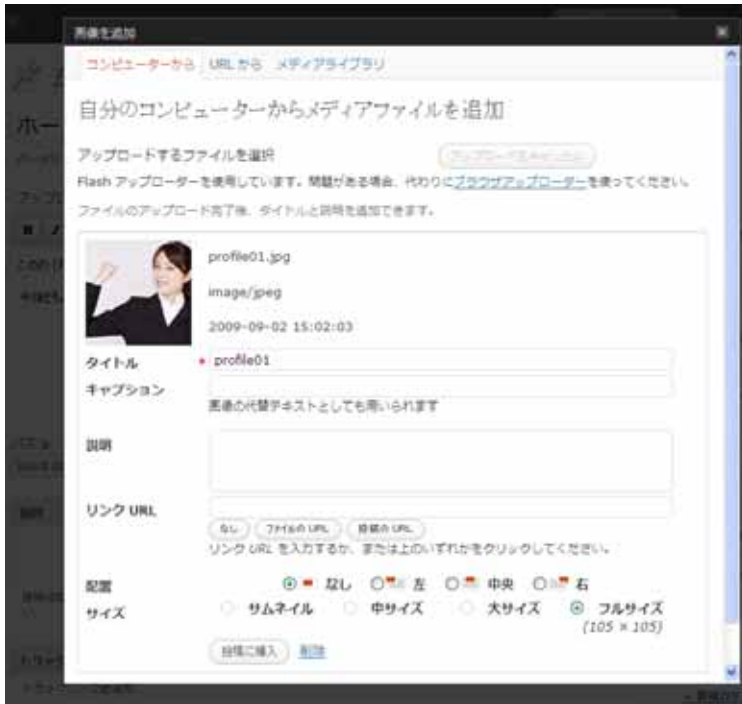 画像を追加
コンピューターから URL から メディアライブラリ
自分のコンピューターからメディアファイルを追加
アップロードするファイルを選択
Flash アップローダーを使用しています。問題がある場合、代わりにブラウザアップローダーを使ってください。
ファイルのアップロード完了後、タイトルと説明を追加できます。
profile01.jpg
image/jpeg
2009-09-02 15:02:03
タイトル * profile01
キャプション
画像の代替テキストとしても用いられます
説明
リンク URL
なし ファイルの URL 投稿の URL
リンク URL を入力するか、または上のいずれかをクリックしてください。
配置 なし 左 中央 右
サイズ サムネイル 中サイズ 大サイズ フルサイズ
(105 × 105)
投稿に挿入 削除